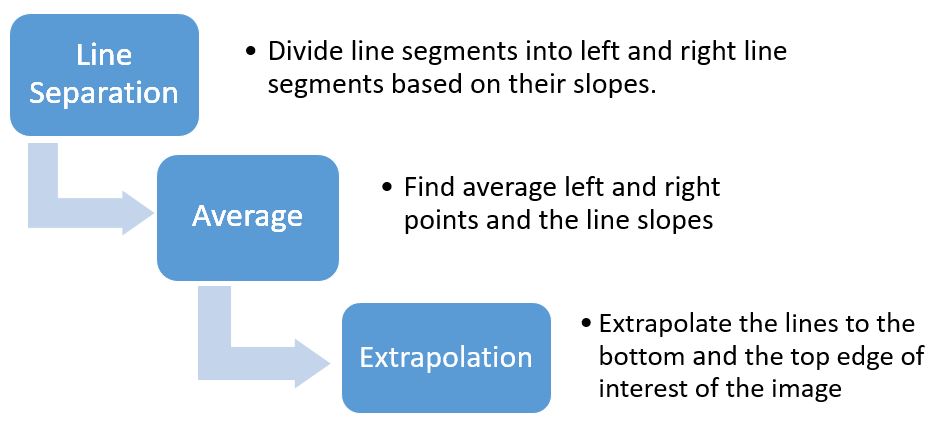 Line
Separation
• Divide line segments into left and right line
segments based on their slopes.
Average
• Find average left and right
points and the line slopes
Extrapolation
• Extrapolate the lines to the
bottom and the top edge of
interest of the image